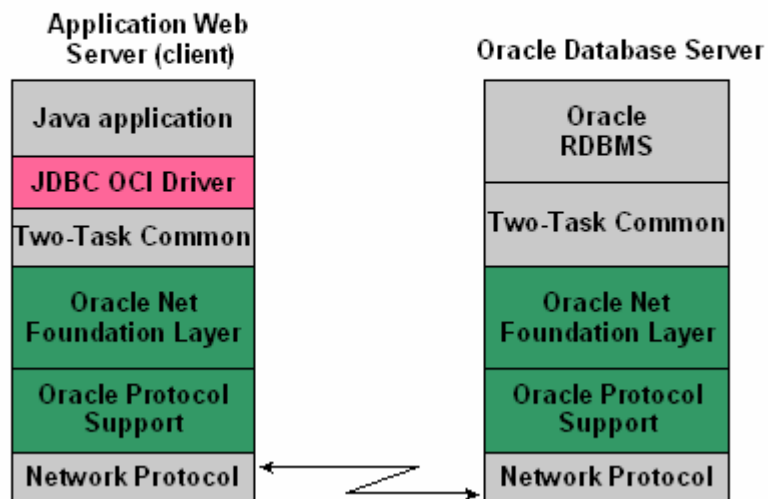 Application Web
Server (client)
Java application
JDBC OCI Driver
Two-Task Common
Oracle Net
Foundation Layer
Oracle Protocol
Support
Network Protocol
Oracle Database Server
Oracle
RDBMS
Two-Task Common
Oracle Net
Foundation Layer
Oracle Protocol
Support
Network Protocol